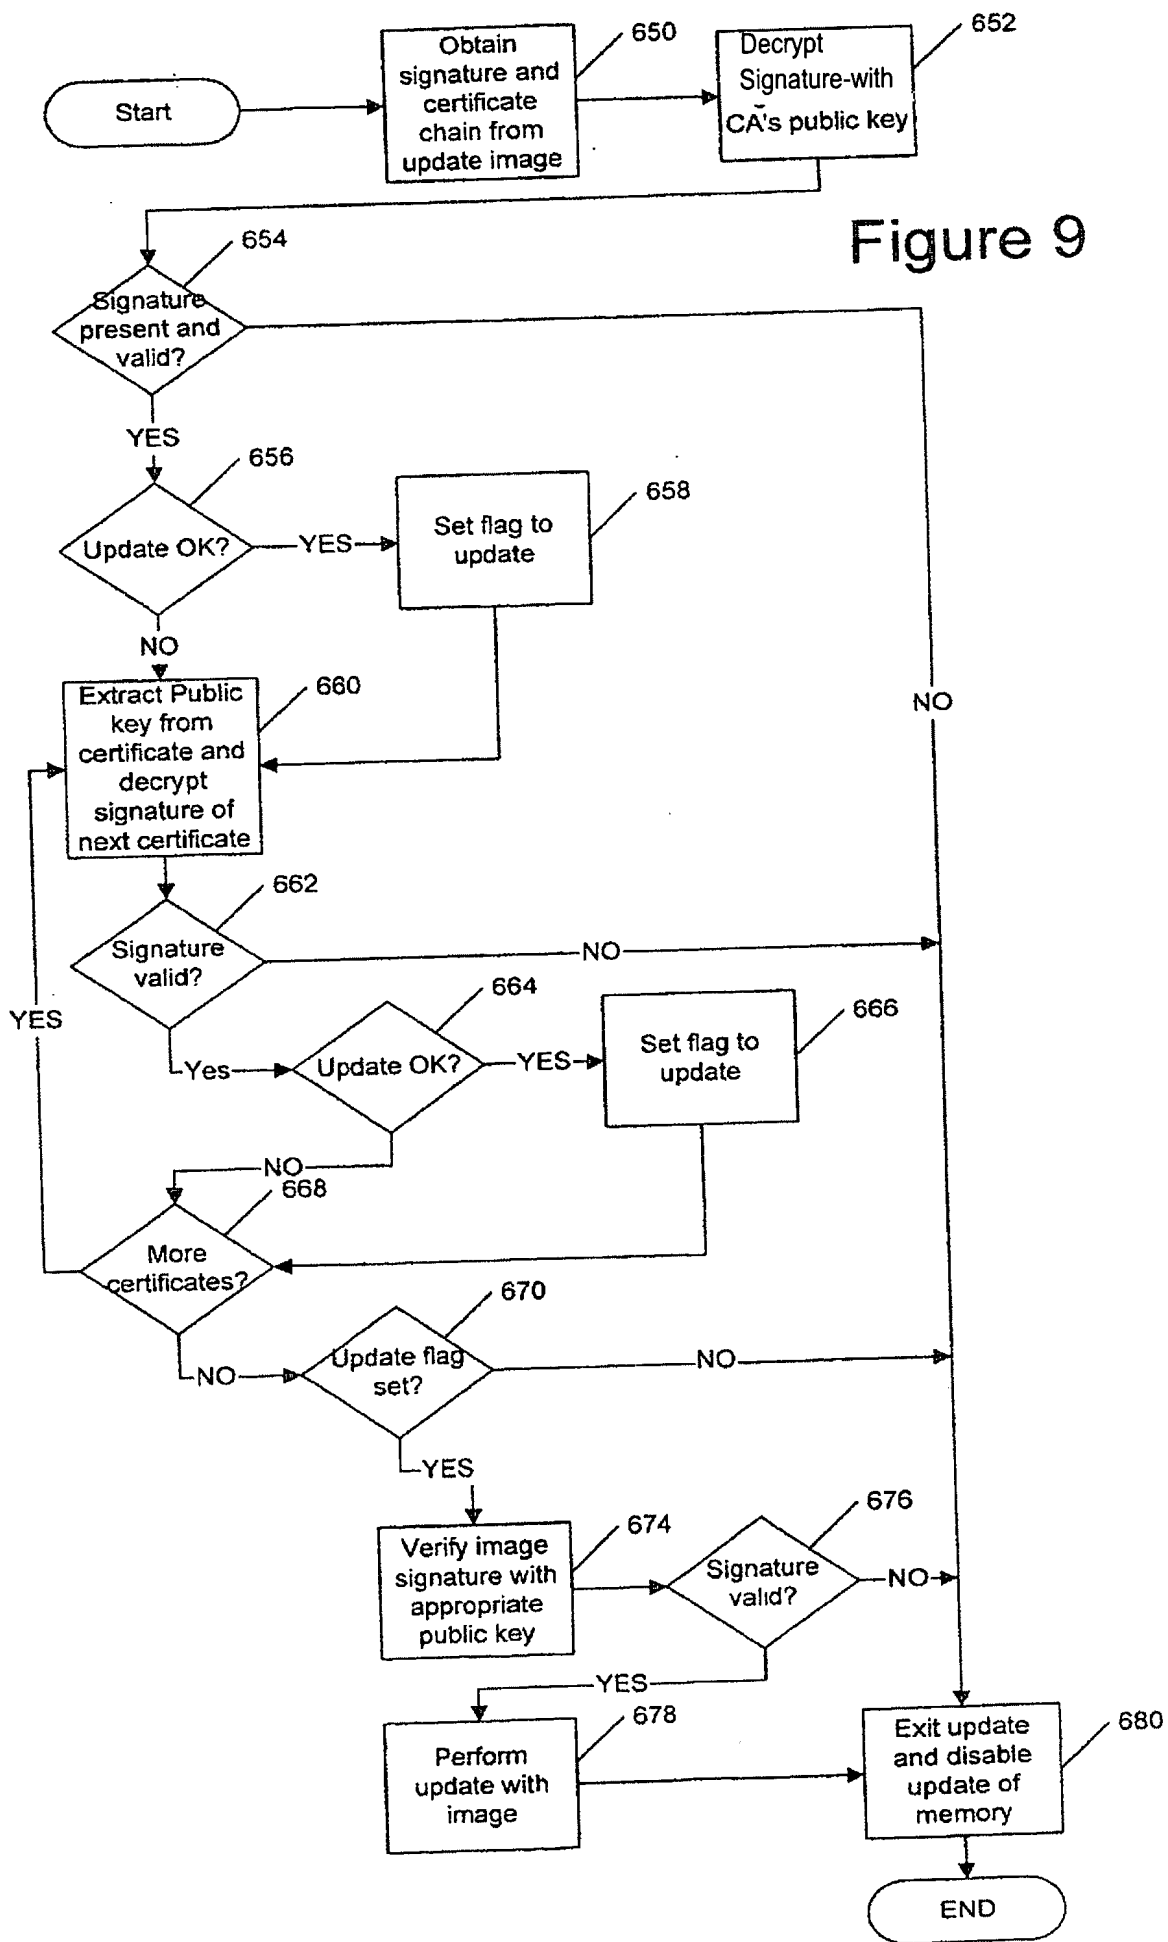 Start
Obtain
signature and
certificate
chain from
update image
650
Decrypt
Signature-with
CA's public key
652
Figure 9
654
Signature
present and
valid?
YES
656
Update OK?
YES
Set flag to
update
658
NO
Extract Public
key from
certificate and
decrypt
signature of
next certificate
660
NO
662
Signature
valid?
NO
YES
Yes
664
Update OK?
YES
Set flag to
update
666
NO
668
More
certificates?
NO
670
Update flag
set?
NO
YES
Verify image
signature with
appropriate
public key
674
676
Signature
valid?
NO
YES
678
Perform
update with
image
Exit update
and disable
update of
memory
680
END